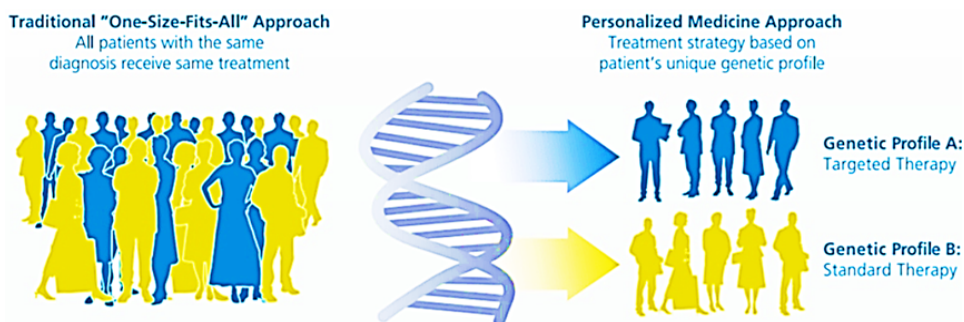 Traditional "One-Size-Fits-All" Approach
All patients with the same
diagnosis receive same treatment
Personalized Medicine Approach
Treatment strategy based on
patient's unique genetic profile
Genetic Profile A:
Targeted Therapy
Genetic Profile B:
Standard Therapy